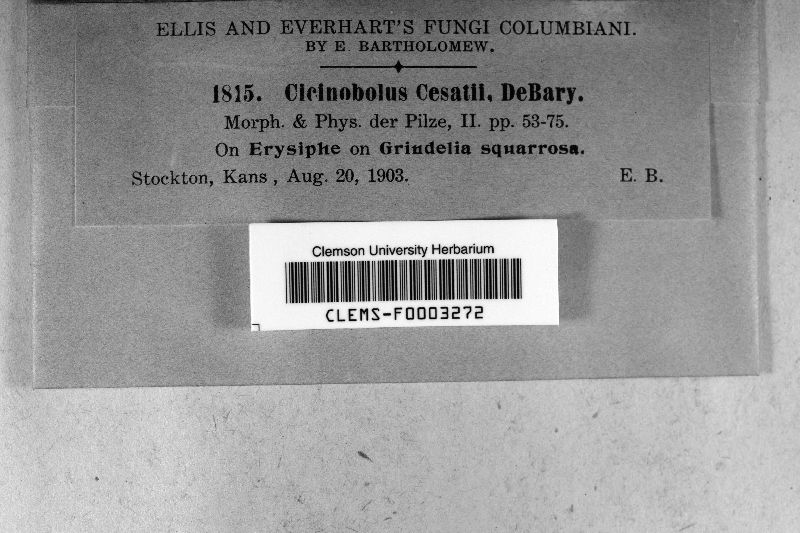 ELLIS AND EVERHART'S FUNGI COLUMBIANI.
BY E. BARTHOLOMEW.
1815. Cicinobolus Cesatii, DeBary.
Morph. & Phys. der Pilze, II. pp. 53-75.
On Erysiphe on Grindelia squarrosa.
Stockton, Kans, Aug. 20, 1903. E. B.
Clemson University Herbarium
CLEMS-F0003272